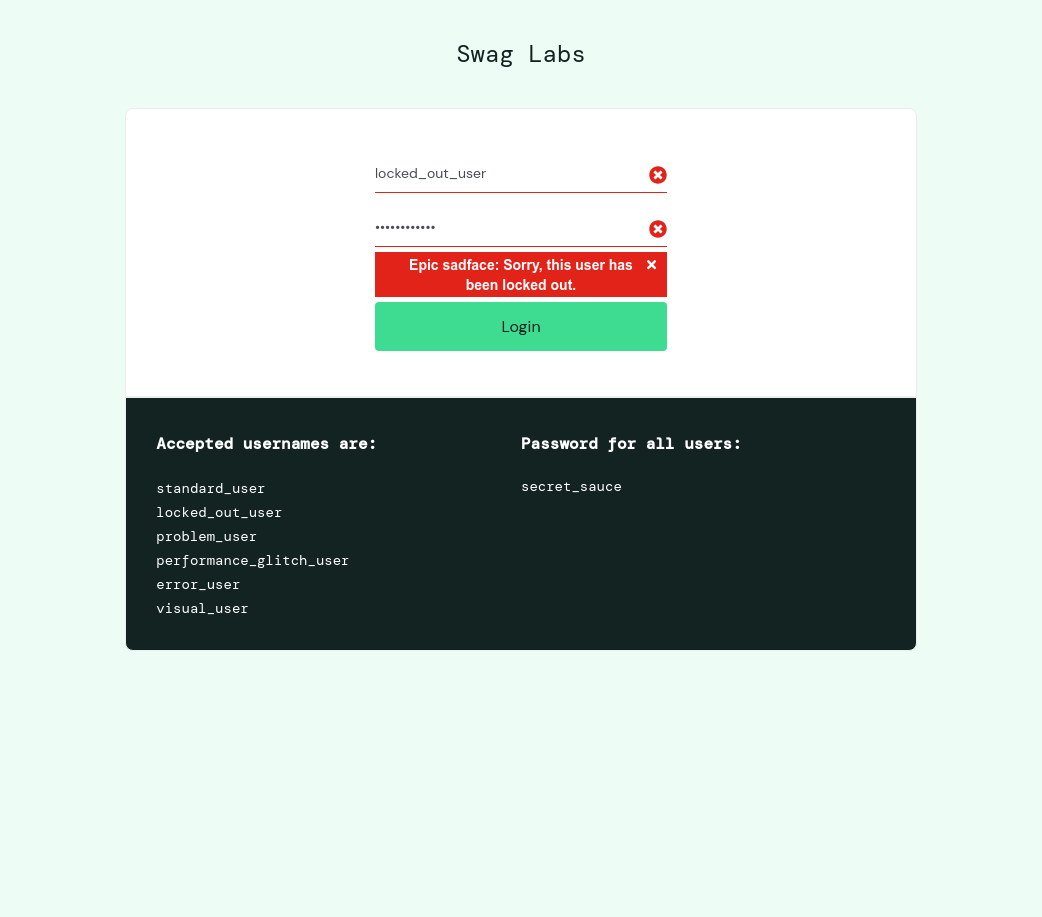 Swag Labs
locked_out_user
••••••••••••
Epic sadface: Sorry, this user has
been locked out.
Login
Accepted usernames are:
standard_user
locked_out_user
problem_user
performance_glitch_user
error_user
visual_user
Password for all users:
secret_sauce